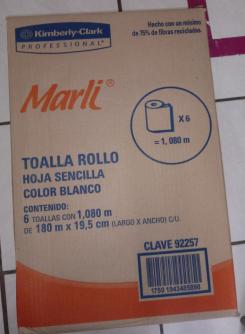 Kimberly-Clark
PROFESSIONAL*
Hecho con un mínimo
de 75% de fibras recicladas.
Marli®
X 6
= 1, 080 m
TOALLA ROLLO
HOJA SENCILLA
COLOR BLANCO
CONTENIDO:
6 TOALLAS CON 1,080 m
DE 180 m X 19,5 cm (LARGO X ANCHO) C/U.
CLAVE 92257